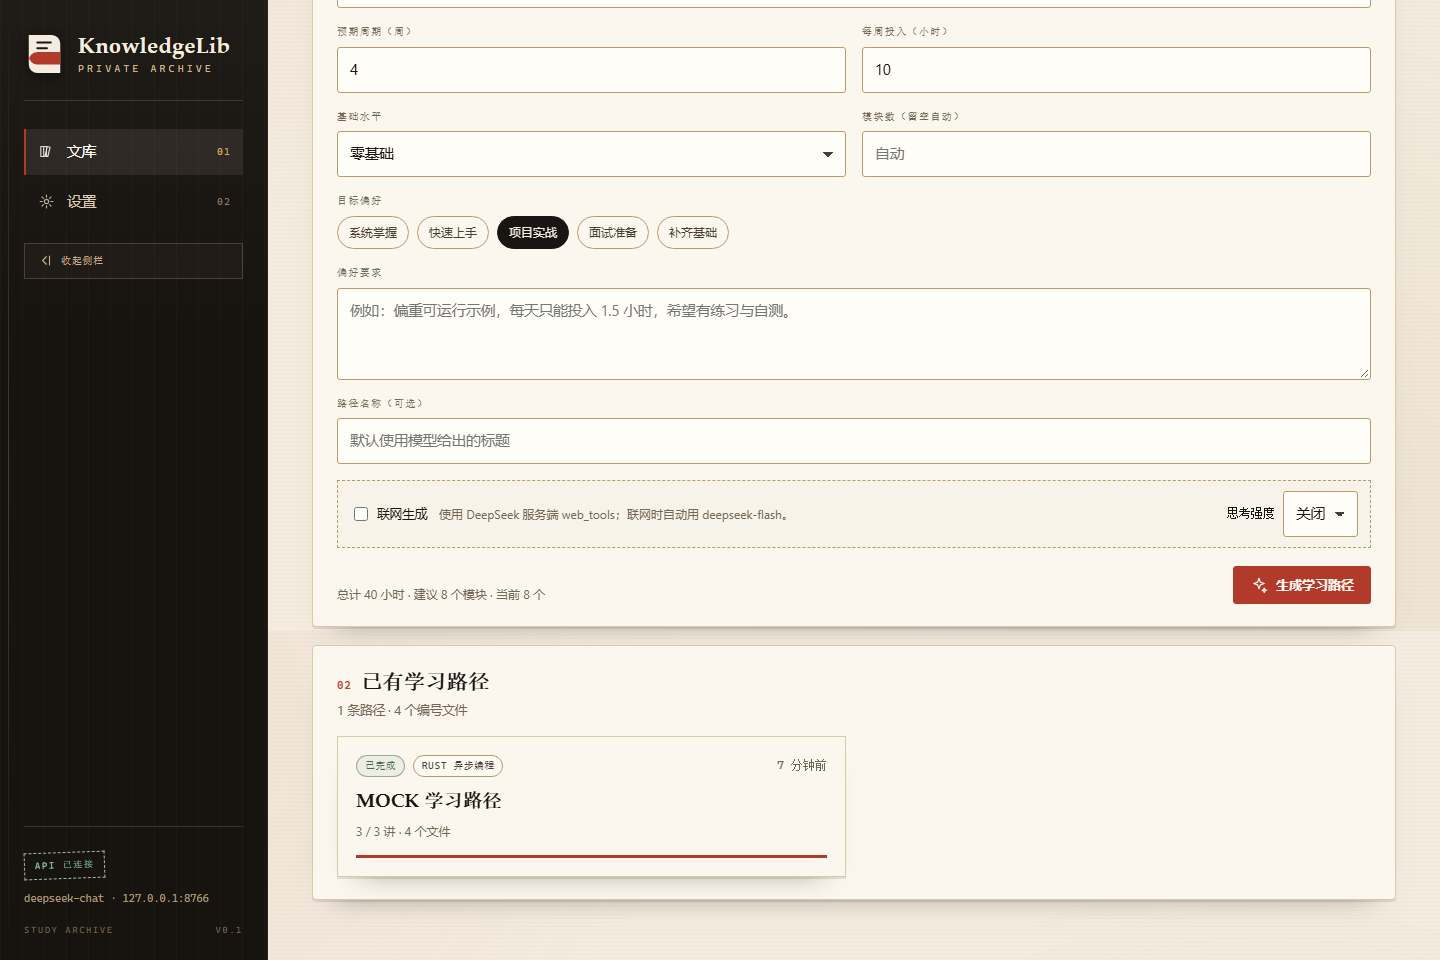 KnowledgeLib
PRIVATE ARCHIVE
文库 01
设置 02
收起侧栏
API 已连接
deepseek-chat · 127.0.0.1:8766
STUDY ARCHIVE V0.1
预期周期（周） 每周投入（小时）
4 10
基础水平 模块数（留空自动）
零基础 自动
目标偏好
系统掌握 快速上手 项目实战 面试准备 补齐基础
偏好要求
例如：偏重可运行示例，每天只能投入 1.5 小时，希望有练习与自测。
路径名称（可选）
默认使用模型给出的标题
联网生成 使用 DeepSeek 服务端 web_tools；联网时自动用 deepseek-flash。 思考强度 关闭
总计 40 小时 · 建议 8 个模块 · 当前 8 个 生成学习路径
02 已有学习路径
1 条路径 · 4 个编号文件
已完成 RUST 异步编程 7 分钟前
MOCK 学习路径
3 / 3 讲 · 4 个文件